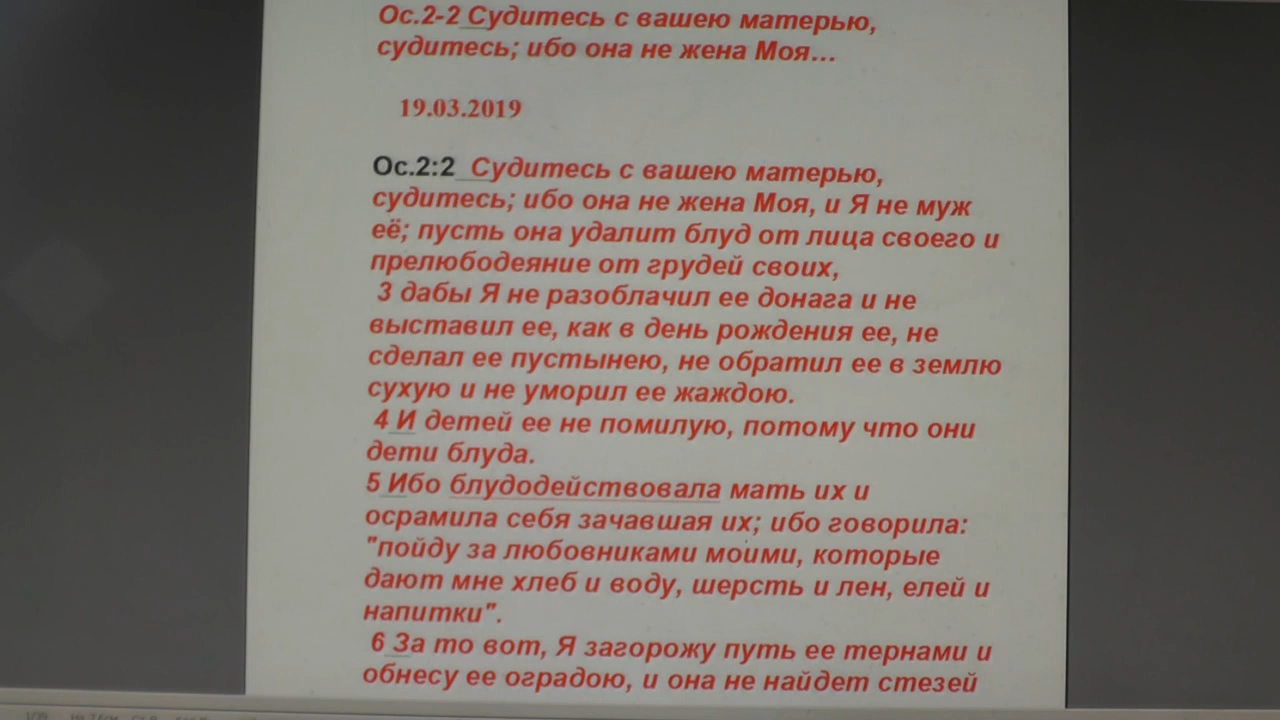 Ос.2-2 Судитесь с вашею матерью,
судитесь; ибо она не жена Моя...
19.03.2019
Ос.2:2 Судитесь с вашею матерью,
судитесь; ибо она не жена Моя, и Я не муж
её; пусть она удалит блуд от лица своего и
прелюбодеяние от грудей своих,
3 дабы Я не разоблачил ее донага и не
выставил ее, как в день рождения ее, не
сделал ее пустынею, не обратил ее в землю
сухую и не уморил ее жаждою.
4 И детей ее не помилую, потому что они
дети блуда.
5 Ибо блудодействовала мать их и
осрамила себя зачавшая их; ибо говорила:
"пойду за любовниками моими, которые
дают мне хлеб и воду, шерсть и лен, елей и
напитки".
6 За то вот, Я загорожу путь ее тернами и
обнесу ее оградою, и она не найдет стезей